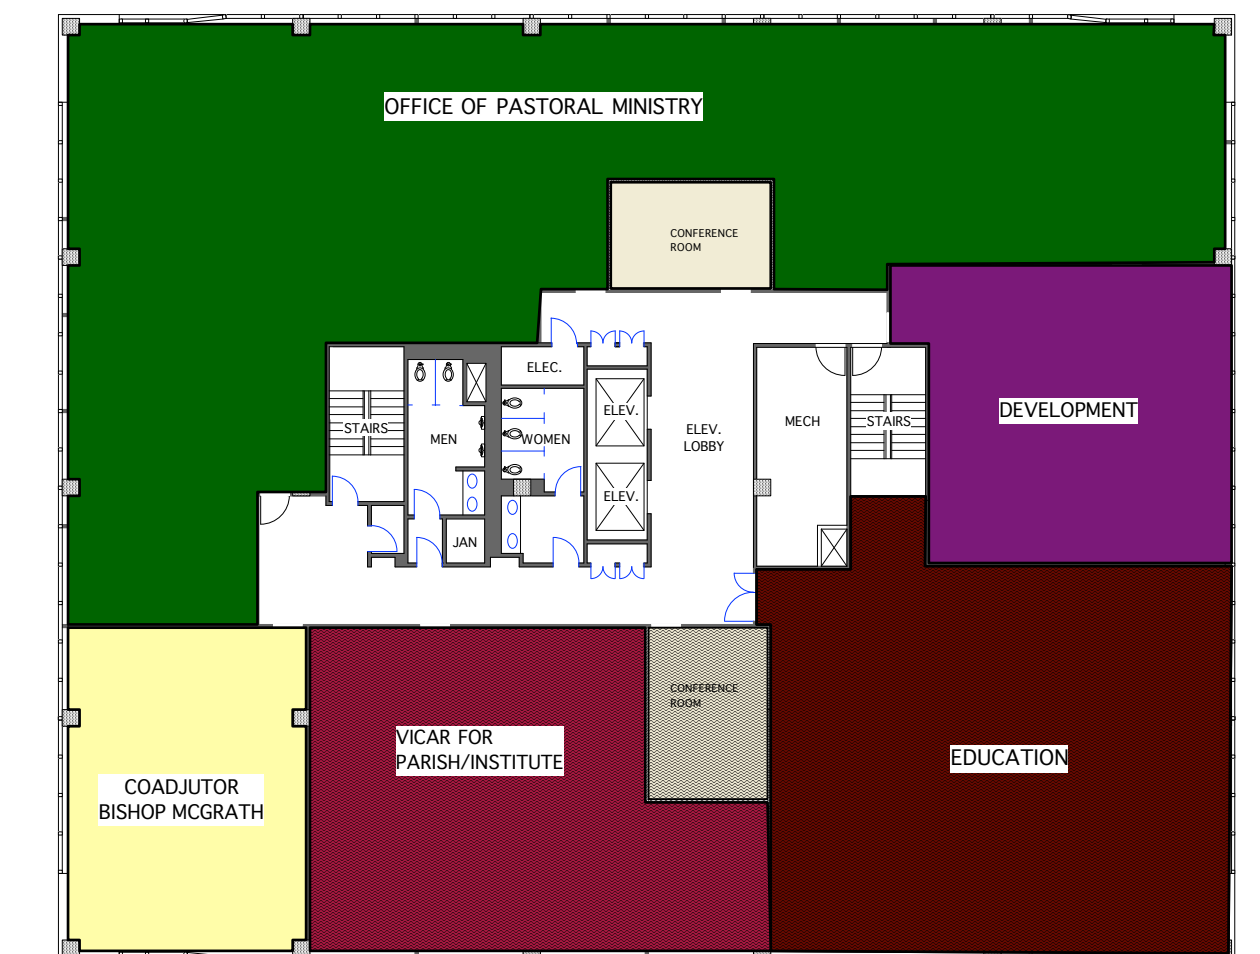 OFFICE OF PASTORAL MINISTRY
CONFERENCE
ROOM
ELEC.
STAIRS
MEN
WOMEN
ELEV.
ELEV.
LOBBY
MECH
STAIRS
DEVELOPMENT
ELEV.
JAN
CONFERENCE
ROOM
VICAR FOR
PARISH/INSTITUTE
EDUCATION
COADJUTOR
BISHOP MCGRATH